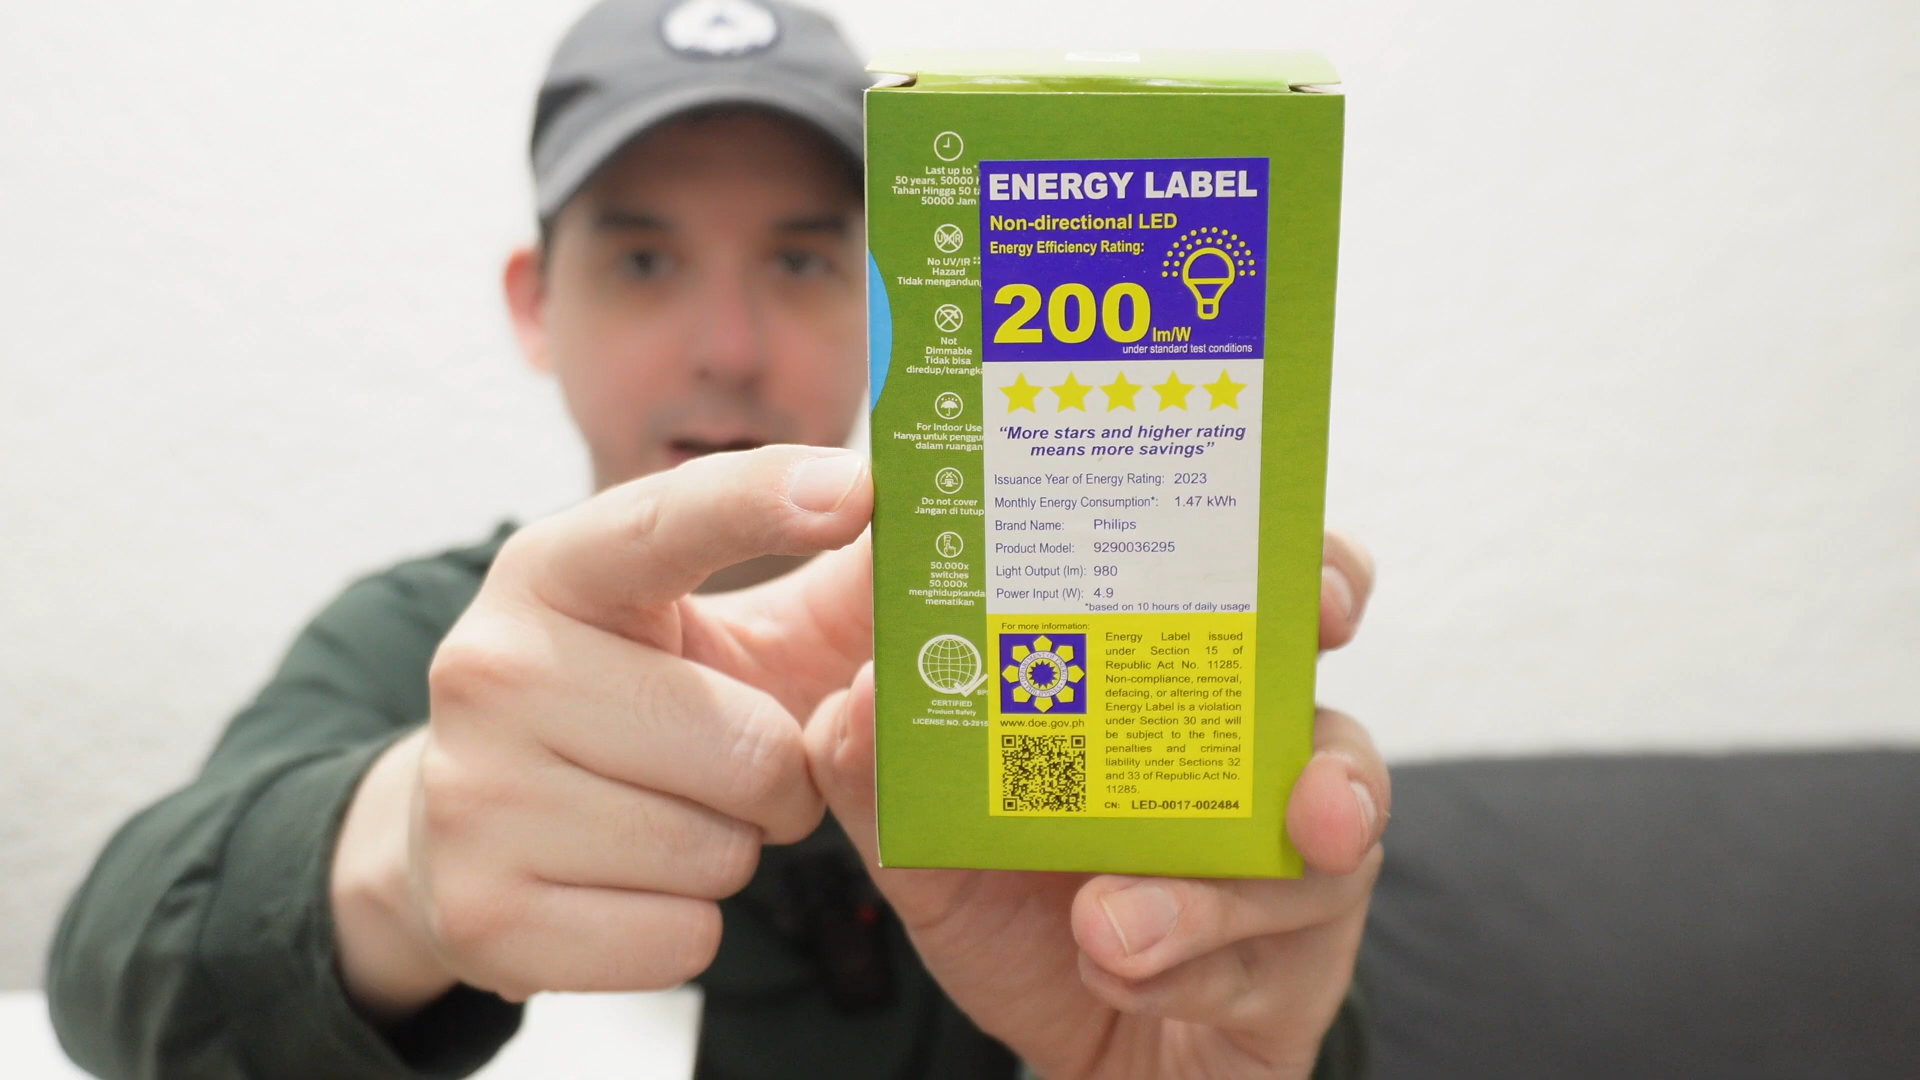 Last up to*
50 years, 50000
Tahan Hingga 50
50000 Jam
No UV/IR
Hazard
Tidak mengandung
Not
Dimmable
Tidak bisa
diredup/terangka
For Indoor Use
Hanya untuk penggu
dalam ruangan
Do not cover
Jangan di tutup
50.000x
switches
50.000x
menghidupkanda
mematikan
CERTIFIED
Product Safety
LICENSE NO. Q-2815
ENERGY LABEL
Non-directional LED
Energy Efficiency Rating:
200 lm/W
under standard test conditions
“More stars and higher rating
means more savings”
Issuance Year of Energy Rating: 2023
Monthly Energy Consumption*: 1.47 kWh
Brand Name: Philips
Product Model: 9290036295
Light Output (lm): 980
Power Input (W): 4.9
*based on 10 hours of daily usage
For more information:
www.doe.gov.ph
Energy Label issued
under Section 15 of
Republic Act No. 11285.
Non-compliance, removal,
defacing, or altering of the
Energy Label is a violation
under Section 30 and will
be subject to the fines,
penalties and criminal
liability under Sections 32
and 33 of Republic Act No.
11285.
CN: LED-0017-002484